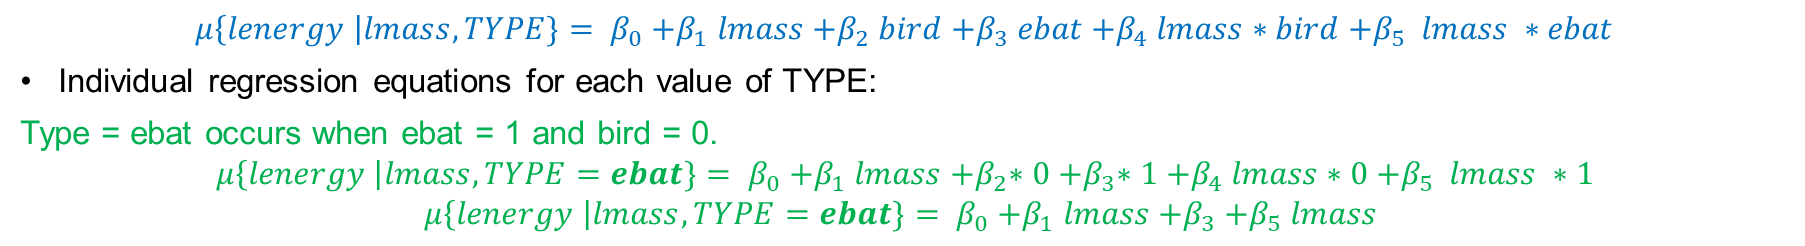 μ{lenergy |lmass, TYPE} = β₀ +β₁ lmass +β₂ bird +β₃ ebat +β₄ lmass ∗ bird +β₅ lmass ∗ ebat
• Individual regression equations for each value of TYPE:
Type = ebat occurs when ebat = 1 and bird = 0.
μ{lenergy |lmass, TYPE = ebat} = β₀ +β₁ lmass +β₂∗ 0 +β₃∗ 1 +β₄ lmass ∗ 0 +β₅ lmass ∗ 1
μ{lenergy |lmass, TYPE = ebat} = β₀ +β₁ lmass +β₃ +β₅ lmass